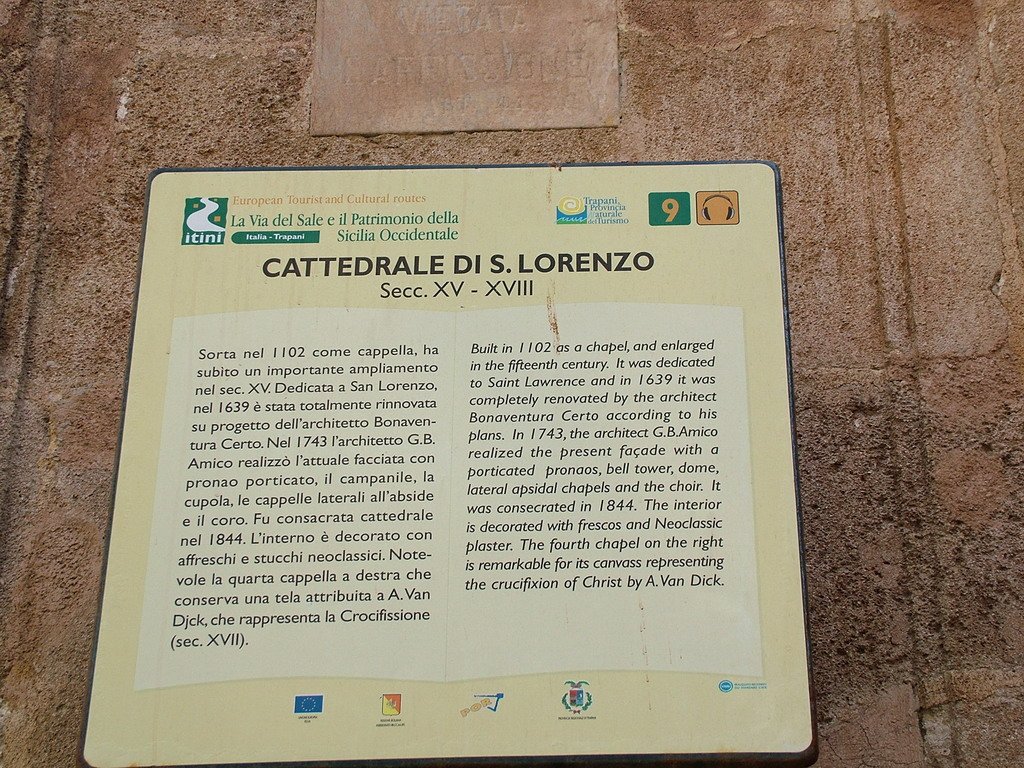 VIETATA
European Tourist and Cultural routes
La Via del Sale e il Patrimonio della
Sicilia Occidentale
Italia - Trapani
itini
Trapani,
Provincia
aturale
del Turismo
9
CATTEDRALE DI S. LORENZO
Secc. XV - XVIII
Sorta nel 1102 come cappella, ha
subito un importante ampliamento
nel sec. XV. Dedicata a San Lorenzo,
nel 1639 è stata totalmente rinnovata
su progetto dell'architetto Bonaven-
tura Certo. Nel 1743 l'architetto G.B.
Amico realizzò l'attuale facciata con
pronao porticato, il campanile, la
cupola, le cappelle laterali all'abside
e il coro. Fu consacrata cattedrale
nel 1844. L'interno è decorato con
affreschi e stucchi neoclassici. Note-
vole la quarta cappella a destra che
conserva una tela attribuita a A. Van
Djck, che rappresenta la Crocifissione
(sec. XVII).
Built in 1102 as a chapel, and enlarged
in the fifteenth century. It was dedicated
to Saint Lawrence and in 1639 it was
completely renovated by the architect
Bonaventura Certo according to his
plans. In 1743, the architect G.B.Amico
realized the present façade with a
porticated pronaos, bell tower, dome,
lateral apsidal chapels and the choir. It
was consecrated in 1844. The interior
is decorated with frescos and Neoclassic
plaster. The fourth chapel on the right
is remarkable for its canvass representing
the crucifixion of Christ by A. Van Dick.
POR